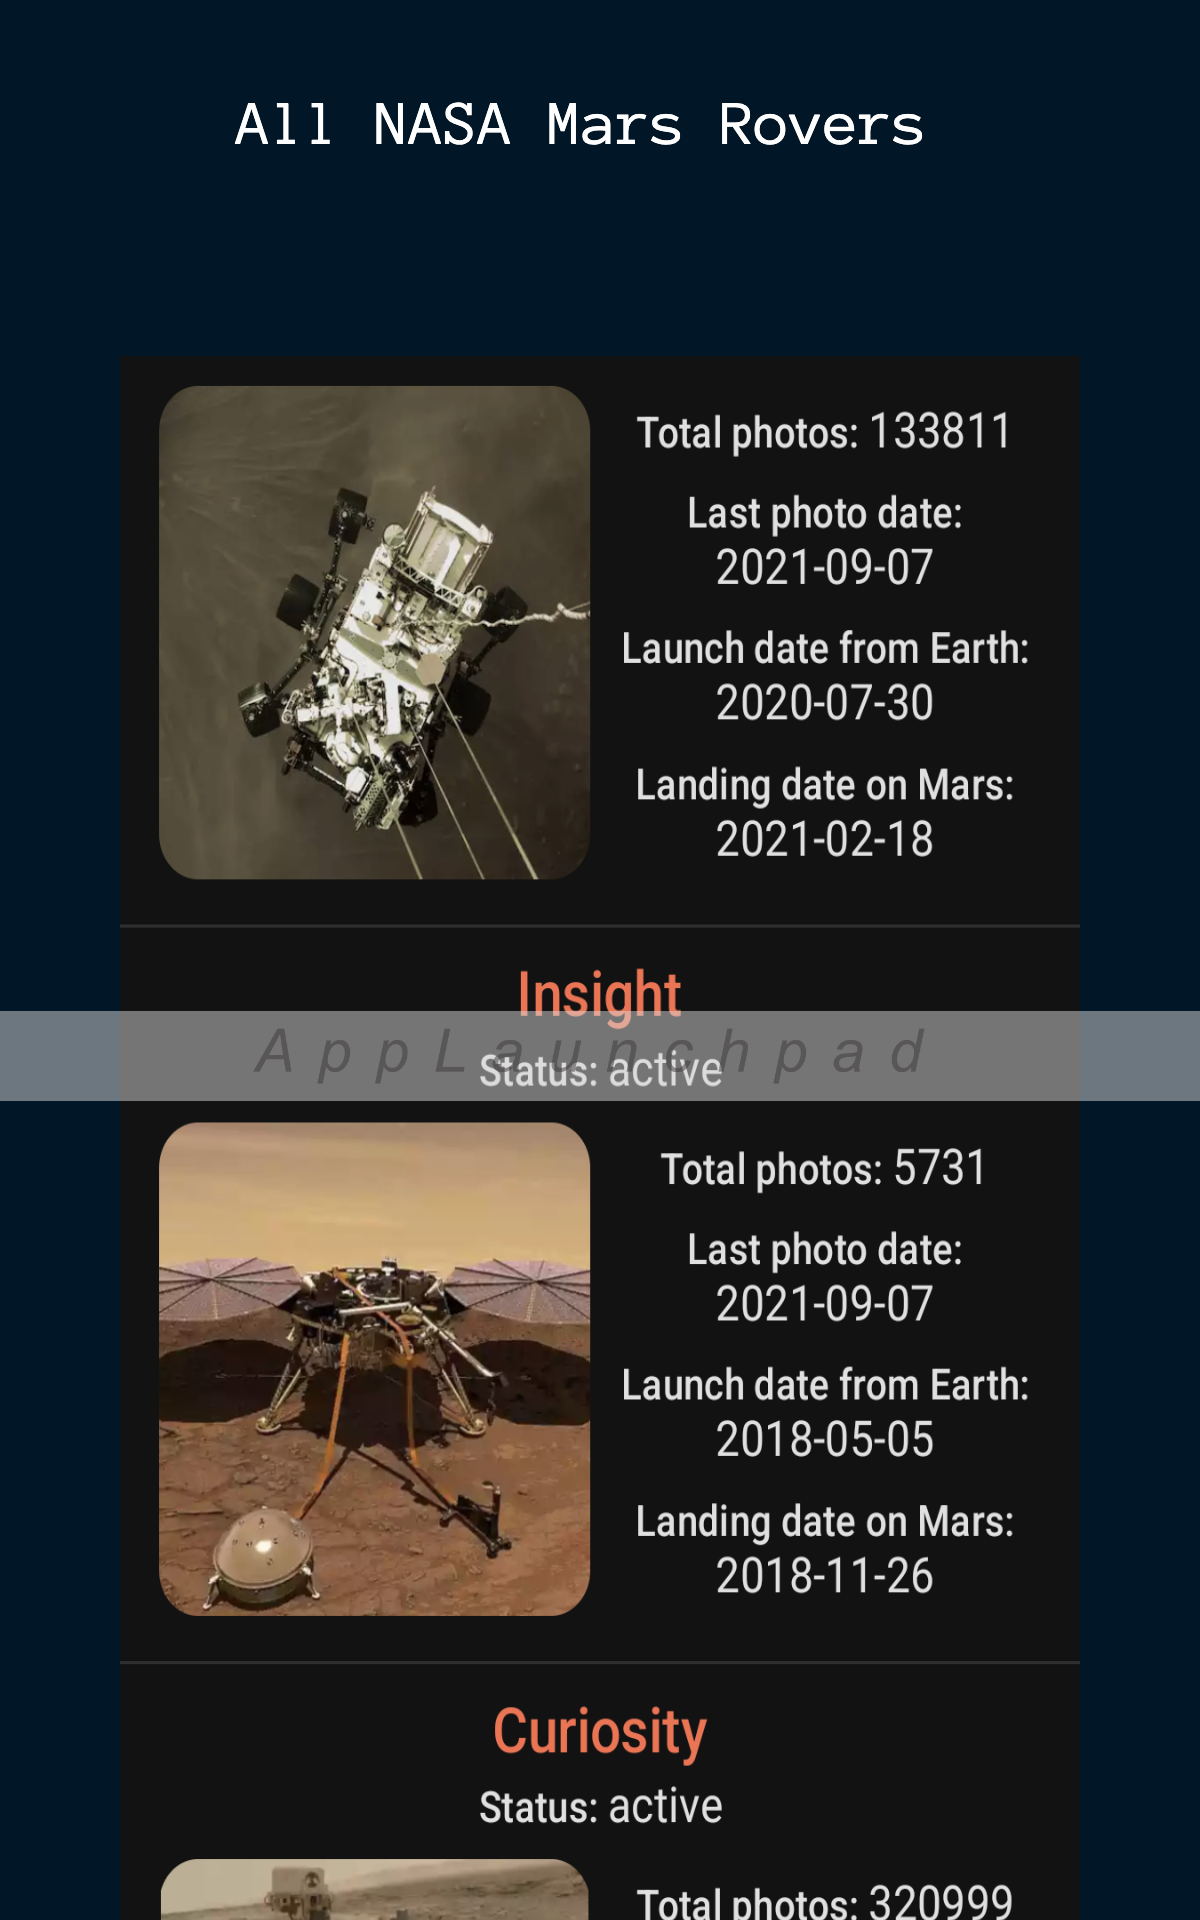 All NASA Mars Rovers
Total photos: 133811
Last photo date:
2021-09-07
Launch date from Earth:
2020-07-30
Landing date on Mars:
2021-02-18
Insight
AppLaunchpad
Status: active
Total photos: 5731
Last photo date:
2021-09-07
Launch date from Earth:
2018-05-05
Landing date on Mars:
2018-11-26
Curiosity
Status: active
Total photos: 320999